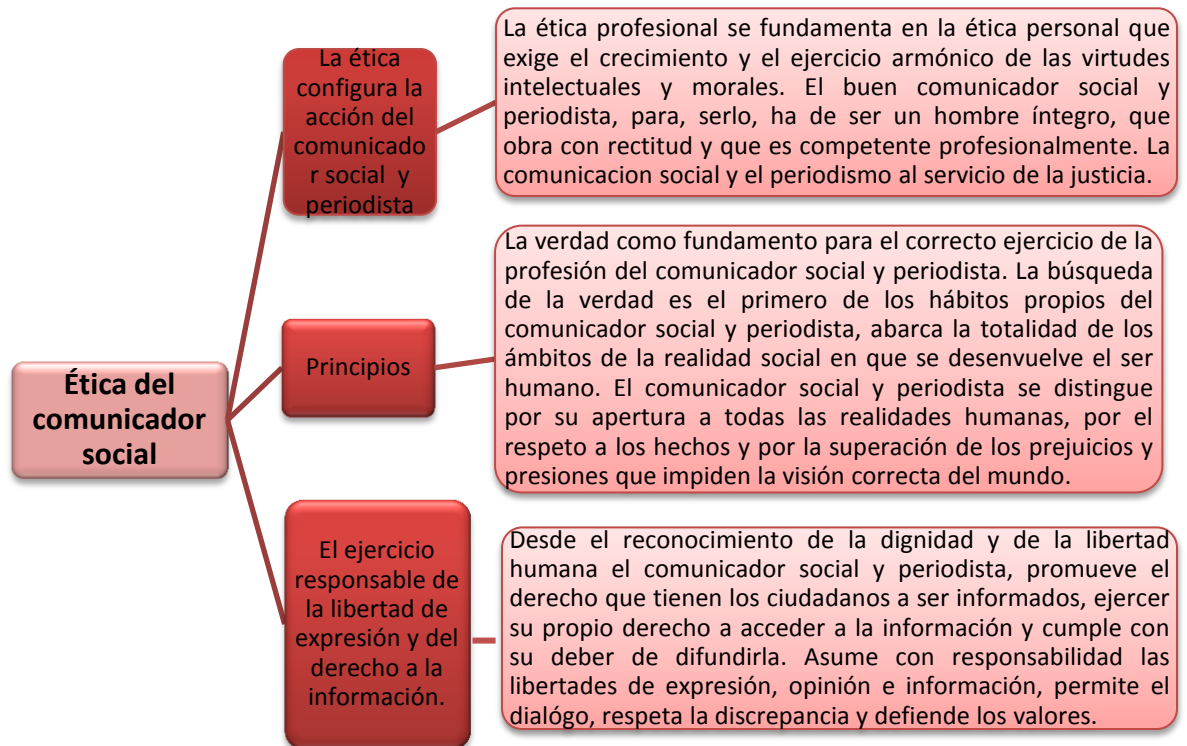 Ética del
comunicador
social
La ética
configura la
acción del
comunicado
r social y
periodista
La ética profesional se fundamenta en la ética personal que
exige el crecimiento y el ejercicio armónico de las virtudes
intelectuales y morales. El buen comunicador social y
periodista, para, serlo, ha de ser un hombre íntegro, que
obra con rectitud y que es competente profesionalmente. La
comunicacion social y el periodismo al servicio de la justicia.
Principios
La verdad como fundamento para el correcto ejercicio de la
profesión del comunicador social y periodista. La búsqueda
de la verdad es el primero de los hábitos propios del
comunicador social y periodista, abarca la totalidad de los
ámbitos de la realidad social en que se desenvuelve el ser
humano. El comunicador social y periodista se distingue
por su apertura a todas las realidades humanas, por el
respeto a los hechos y por la superación de los prejuicios y
presiones que impiden la visión correcta del mundo.
El ejercicio
responsable de
la libertad de
expresión y del
derecho a la
información.
Desde el reconocimiento de la dignidad y de la libertad
humana el comunicador social y periodista, promueve el
derecho que tienen los ciudadanos a ser informados, ejercer
su propio derecho a acceder a la información y cumple con
su deber de difundirla. Asume con responsabilidad las
libertades de expresión, opinión e información, permite el
dialógo, respeta la discrepancia y defiende los valores.